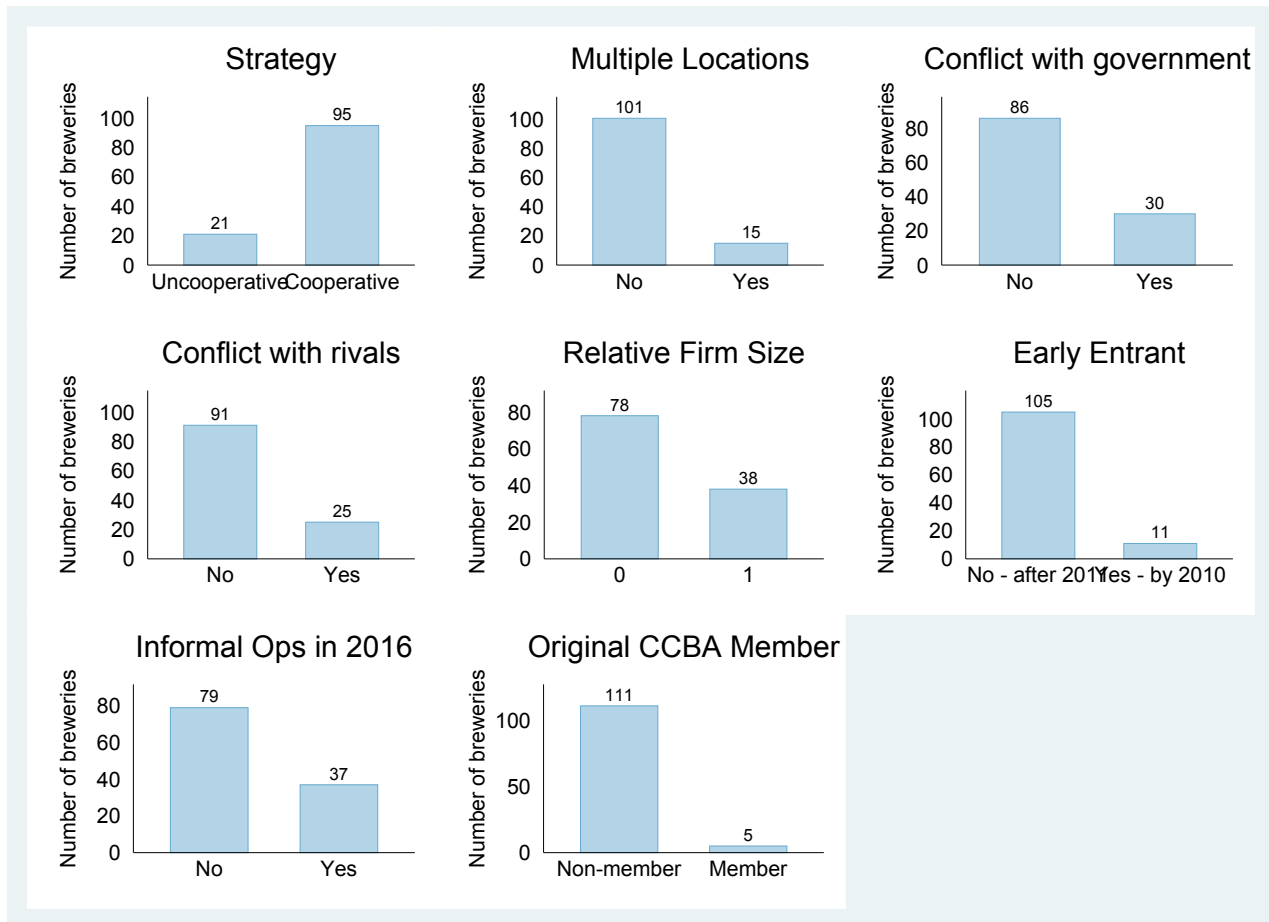 Strategy
Number of breweries
100
80
60
40
20
0
21
95
Uncooperative Cooperative
Multiple Locations
Number of breweries
100
80
60
40
20
0
101
15
No Yes
Conflict with government
Number of breweries
80
60
40
20
0
86
30
No Yes
Conflict with rivals
Number of breweries
100
80
60
40
20
0
91
25
No Yes
Relative Firm Size
Number of breweries
80
60
40
20
0
78
38
0 1
Early Entrant
Number of breweries
100
80
60
40
20
0
105
11
No - after 2011 Yes - by 2010
Informal Ops in 2016
Number of breweries
80
60
40
20
0
79
37
No Yes
Original CCBA Member
Number of breweries
100
50
0
111
5
Non-member Member